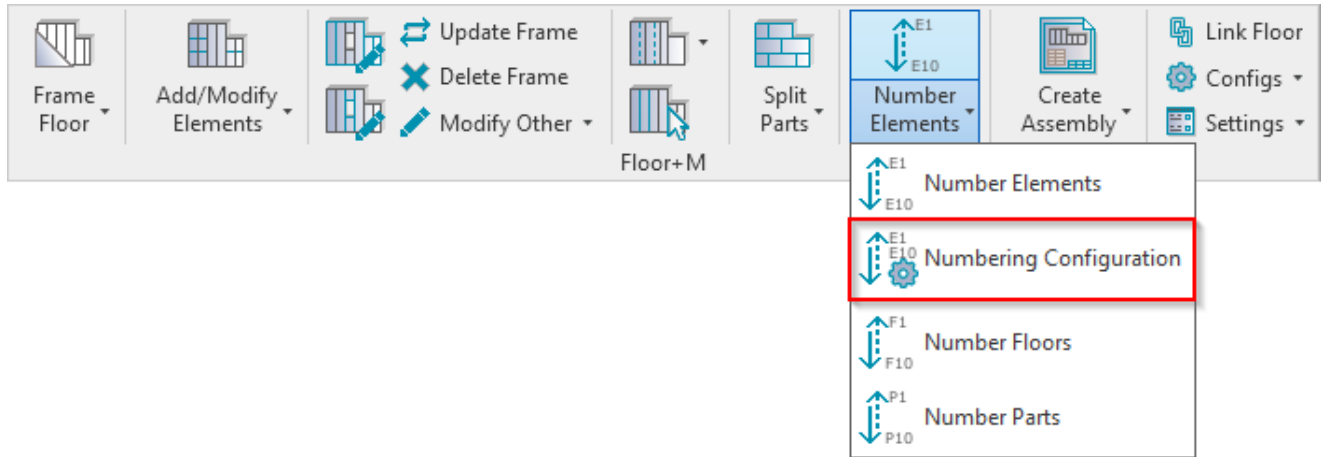 Frame
Floor
Add/Modify
Elements
Update Frame
Delete Frame
Modify Other
Split
Parts
E1
E10
Number
Elements
Create
Assembly
Link Floor
Configs
Settings
Floor+M
E1
E10
Number Elements
E1
E10
Numbering Configuration
F1
F10
Number Floors
P1
P10
Number Parts